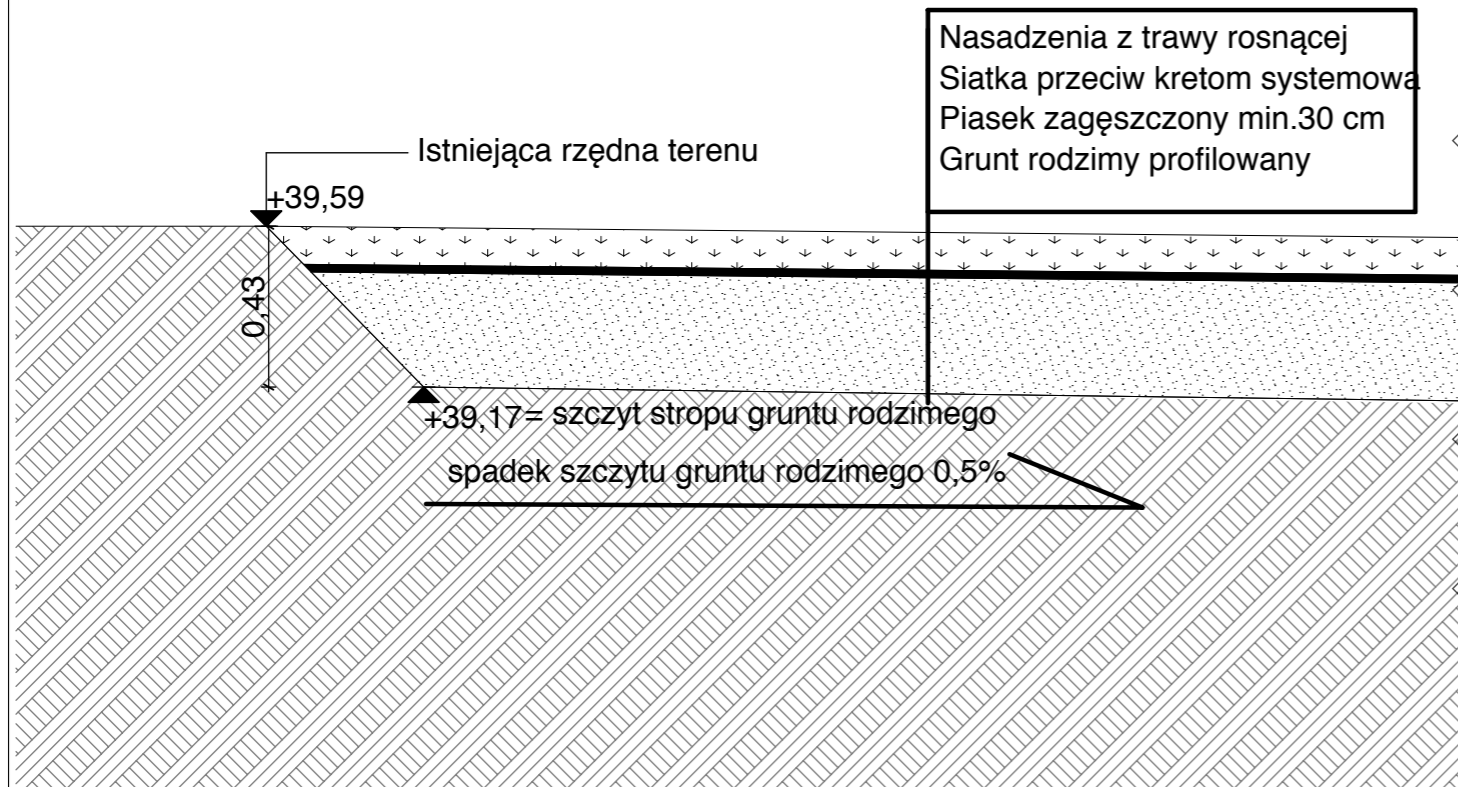 Nasadzenia z trawy rosnącej
Siatka przeciw kretom systemowa
Piasek zagęszczony min.30 cm
Grunt rodzimy profilowany
Istniejąca rzędna terenu
+39,59
0,43
+39,17= szczyt stropu gruntu rodzimego
spadek szczytu gruntu rodzimego 0,5%